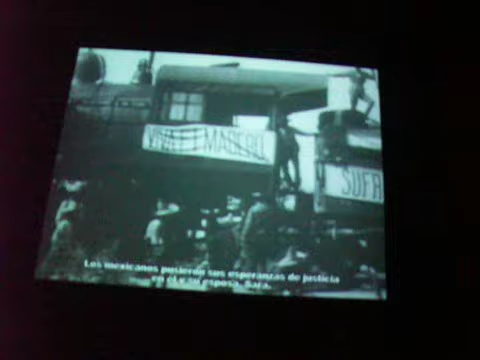 VIVA F.I. MADERO.
SUFR
Los mexicanos pusieron sus esperanzas de justicia
en él y su esposa, Sara.